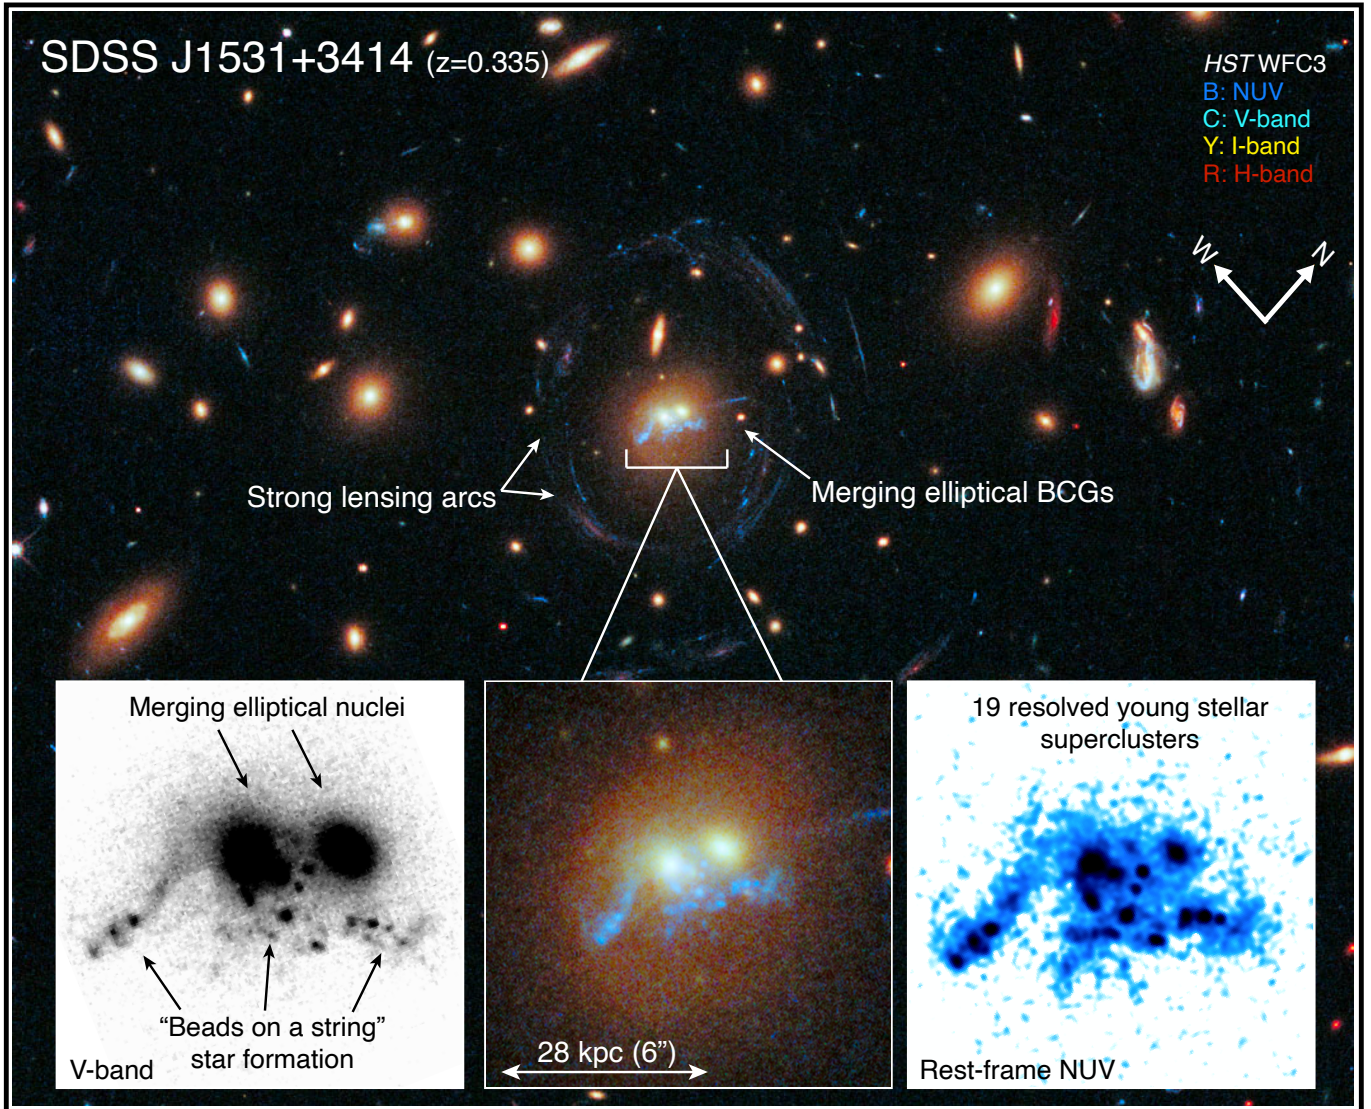 SDSS J1531+3414 (z=0.335)
HST WFC3
B: NUV
C: V-band
Y: I-band
R: H-band
W
N
Strong lensing arcs
Merging elliptical BCGs
Merging elliptical nuclei
“Beads on a string”
star formation
V-band
28 kpc (6”)
19 resolved young stellar
superclusters
Rest-frame NUV